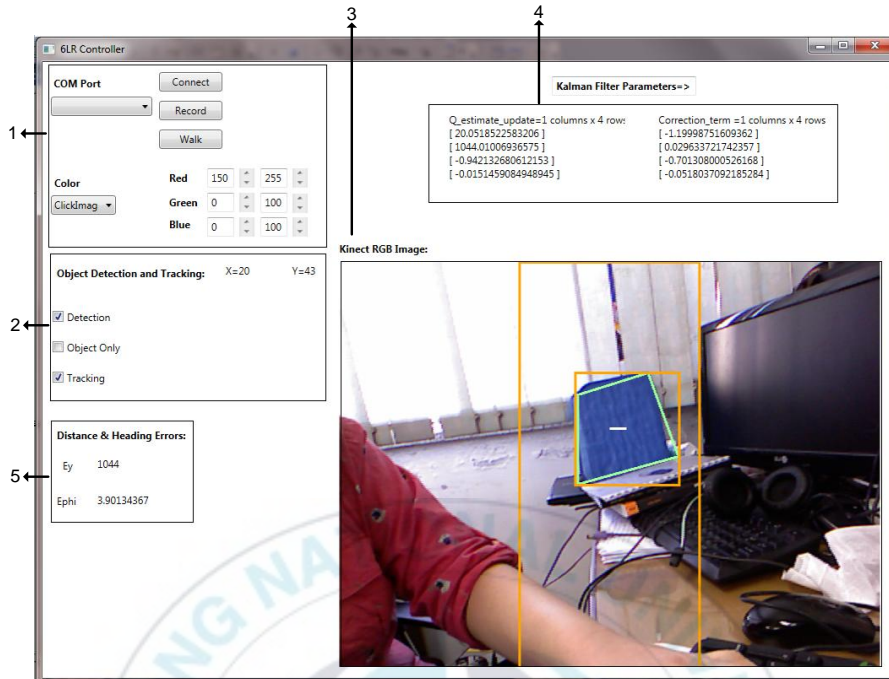 3
4
6LR Controller
1
COM Port
Connect
Record
Walk
Color
ClickImag
Red 150 255
Green 0 100
Blue 0 100
Kalman Filter Parameters=>
Q_estimate_update=1 columns x 4 rows
[ 20.0518522583206 ]
[ 1044.01006936575 ]
[ -0.942132680612153 ]
[ -0.0151459084948945 ]
Correction_term =1 columns x 4 rows
[ -1.19998751609362 ]
[ 0.029633721742357 ]
[ -0.701308000526168 ]
[ -0.0518037092185284 ]
2
Object Detection and Tracking: X=20 Y=43
Detection
Object Only
Tracking
5
Distance & Heading Errors:
Ey 1044
Ephi 3.90134367
Kinect RGB Image:
NG NATIONA